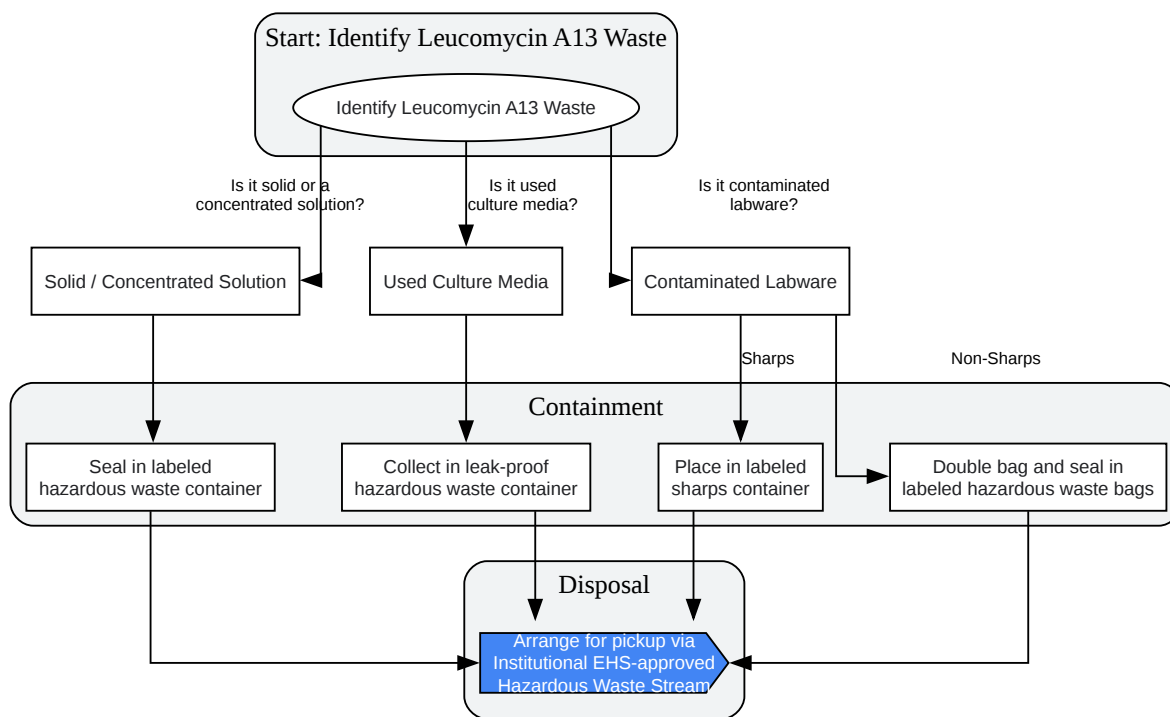 Start: Identify Leucomycin A13 Waste
Identify Leucomycin A13 Waste
Is it solid or a
concentrated solution?
Is it used
culture media?
Is it contaminated
labware?
Solid / Concentrated Solution
Used Culture Media
Contaminated Labware
Sharps
Non-Sharps
Containment
Seal in labeled
hazardous waste container
Collect in leak-proof
hazardous waste container
Place in labeled
sharps container
Double bag and seal in
labeled hazardous waste bags
Disposal
Arrange for pickup via
Institutional EHS-approved
Hazardous Waste Stream